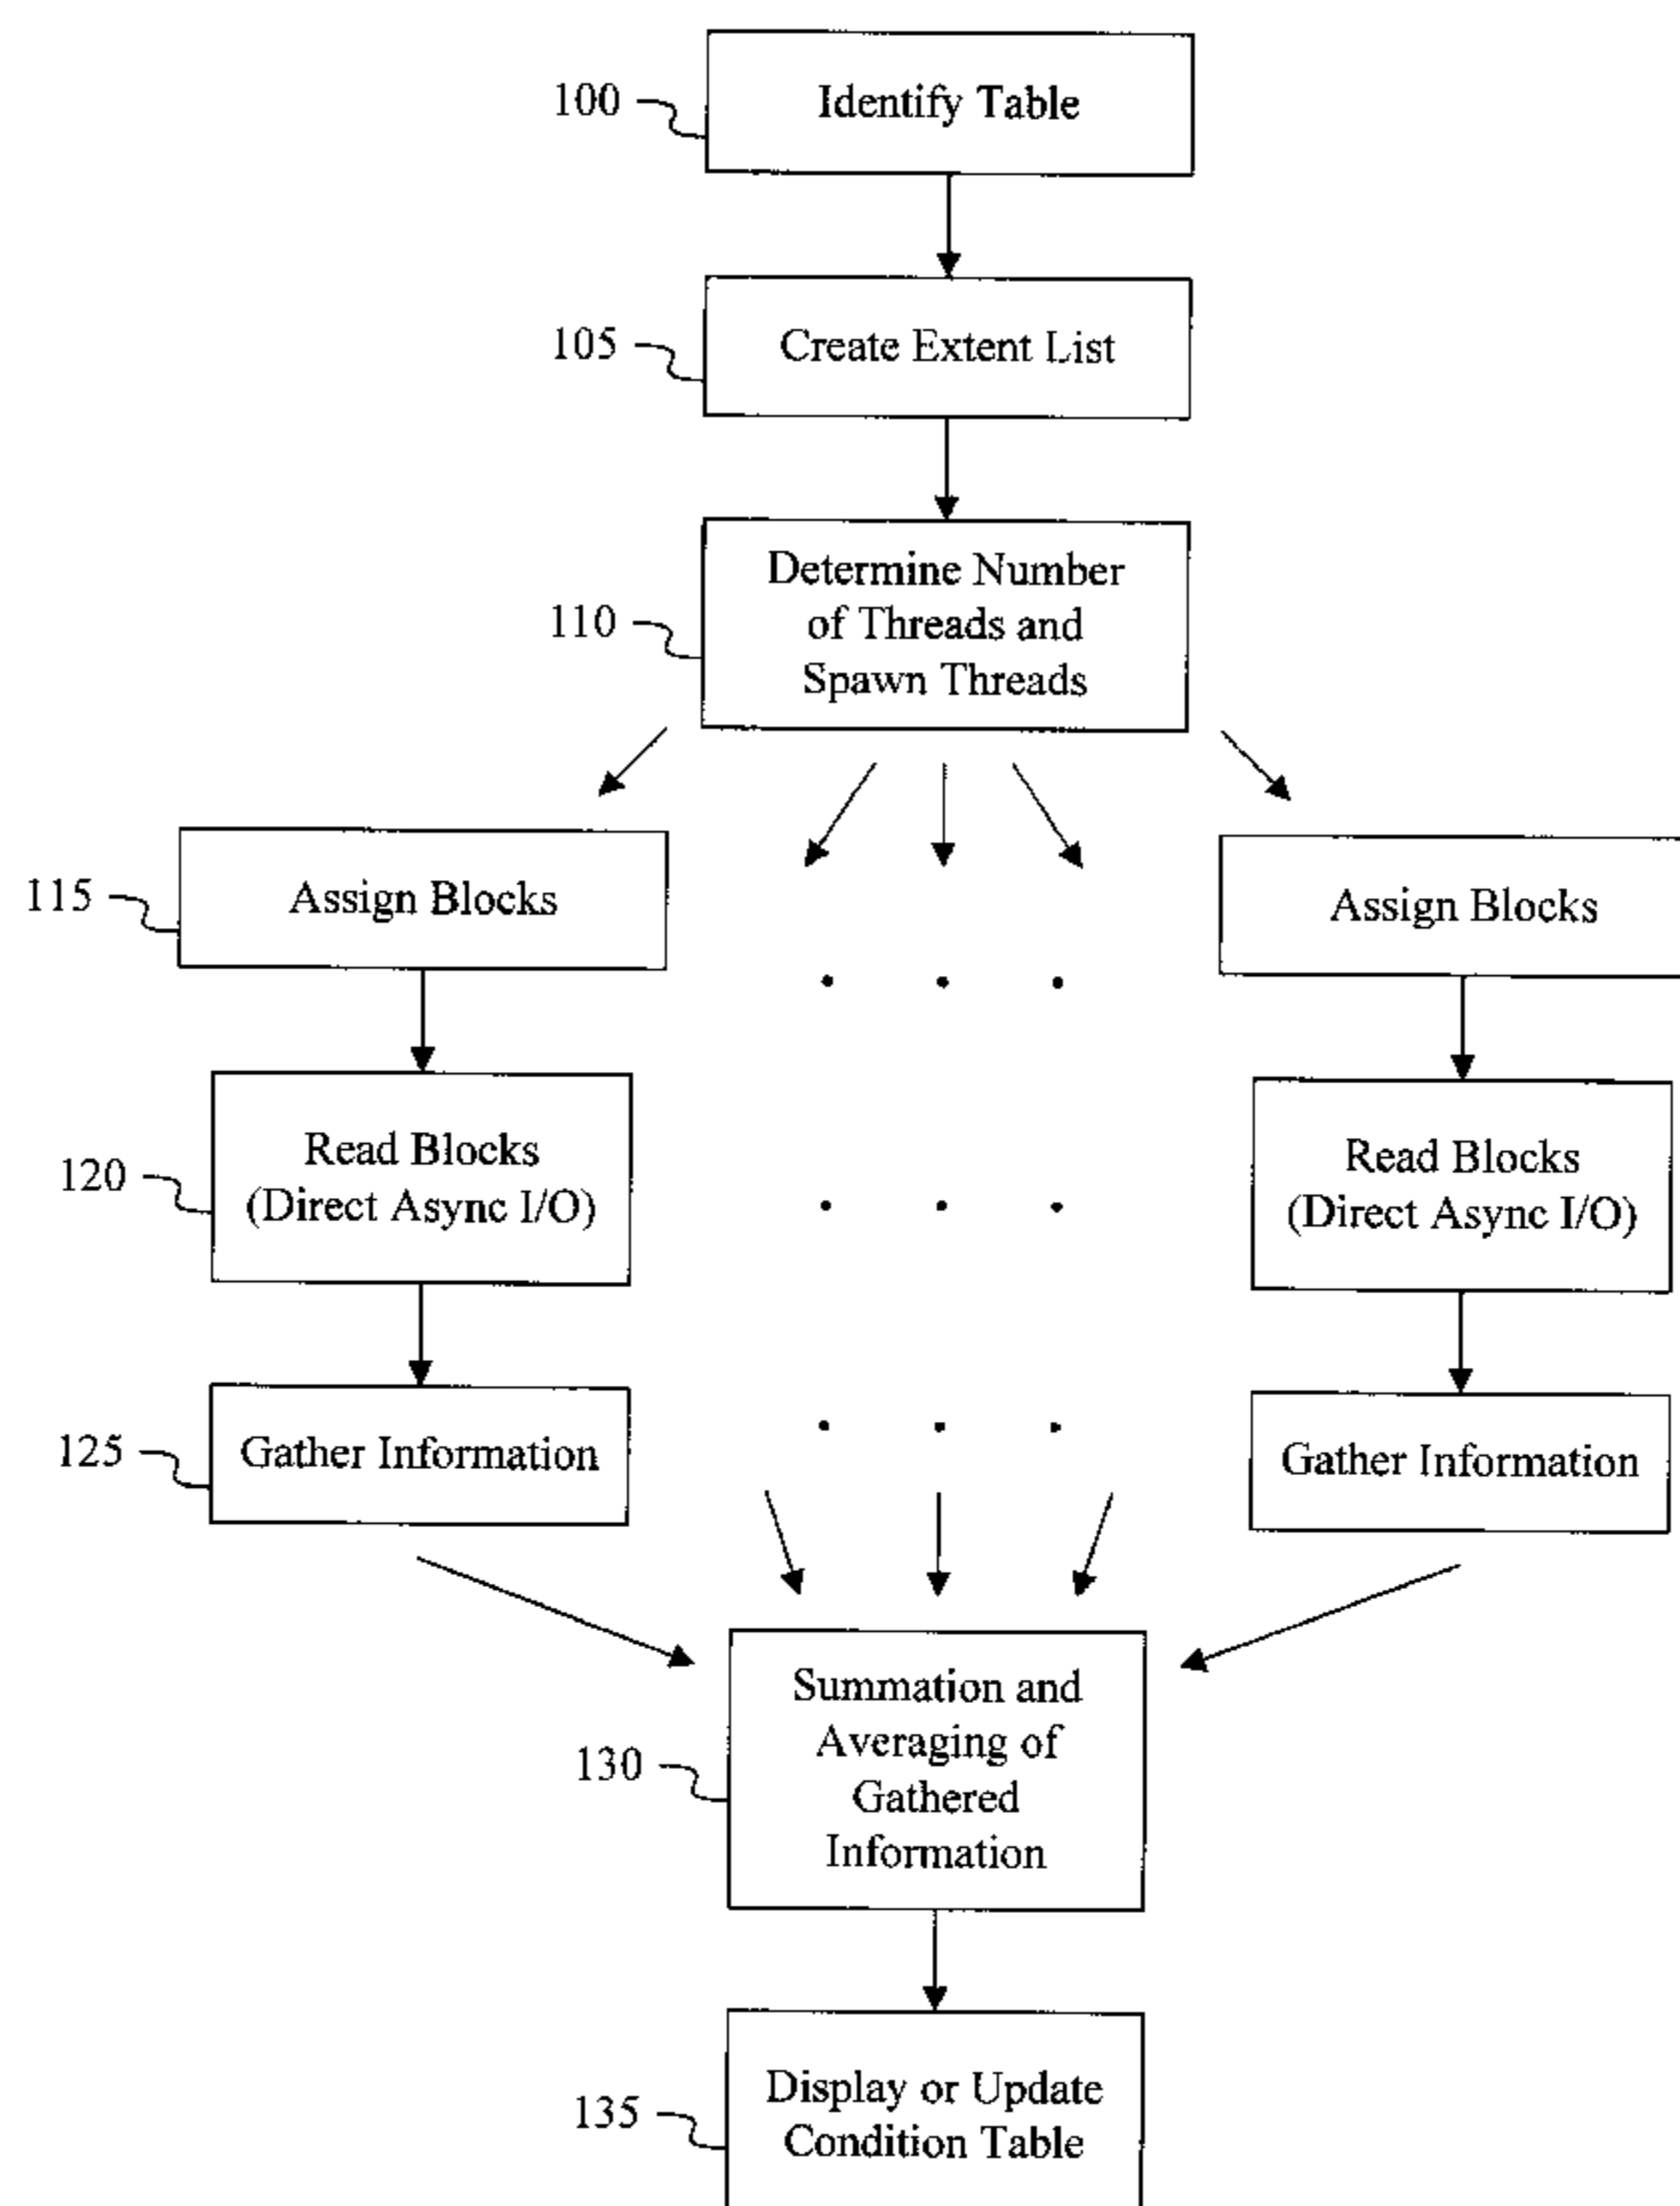 100
Identify Table
105
Create Extent List
110
Determine Number
of Threads and
Spawn Threads
115
Assign Blocks
Assign Blocks
120
Read Blocks
(Direct Async I/O)
Read Blocks
(Direct Async I/O)
125
Gather Information
Gather Information
130
Summation and
Averaging of
Gathered
Information
135
Display or Update
Condition Table